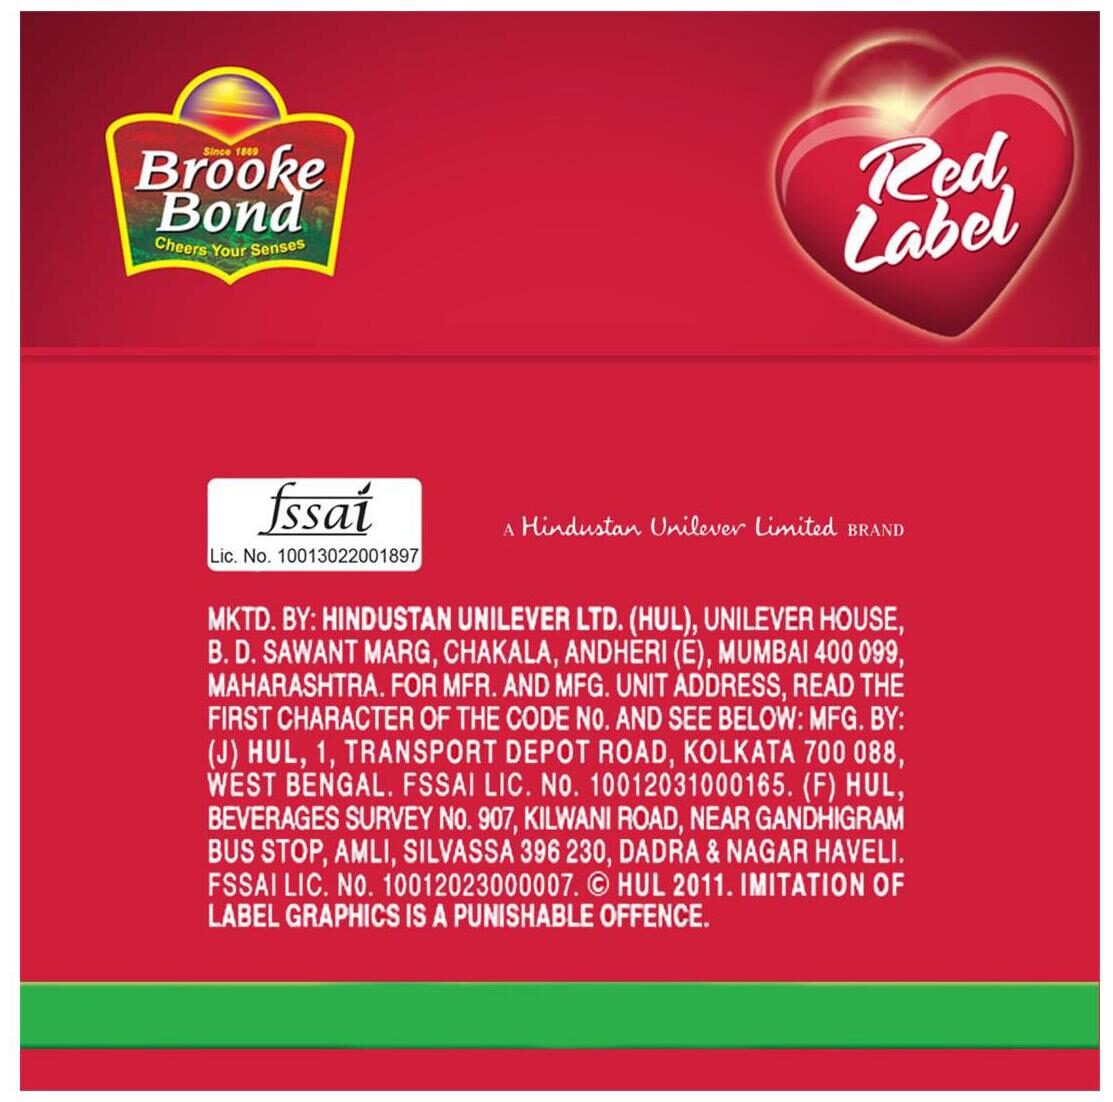 Since 1869
Brooke
Bond
Cheers Your Senses
Red
Label
fssai
Lic. No. 10013022001897
A Hindustan Unilever Limited BRAND
MKTD. BY: HINDUSTAN UNILEVER LTD. (HUL), UNILEVER HOUSE,
B. D. SAWANT MARG, CHAKALA, ANDHERI (E), MUMBAI 400 099,
MAHARASHTRA. FOR MFR. AND MFG. UNIT ADDRESS, READ THE
FIRST CHARACTER OF THE CODE No. AND SEE BELOW: MFG. BY:
(J) HUL, 1, TRANSPORT DEPOT ROAD, KOLKATA 700 088,
WEST BENGAL. FSSAI LIC. No. 10012031000165. (F) HUL,
BEVERAGES SURVEY No. 907, KILWANI ROAD, NEAR GANDHIGRAM
BUS STOP, AMLI, SILVASSA 396 230, DADRA & NAGAR HAVELI.
FSSAI LIC. No. 10012023000007. © HUL 2011. IMITATION OF
LABEL GRAPHICS IS A PUNISHABLE OFFENCE.